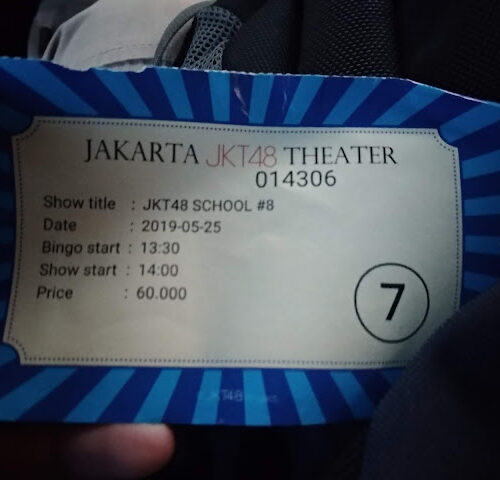 JAKARTA JKT48 THEATER
014306
Show title : JKT48 SCHOOL #8
Date : 2019-05-25
Bingo start : 13:30
Show start : 14:00
Price : 60.000
7
JKT48